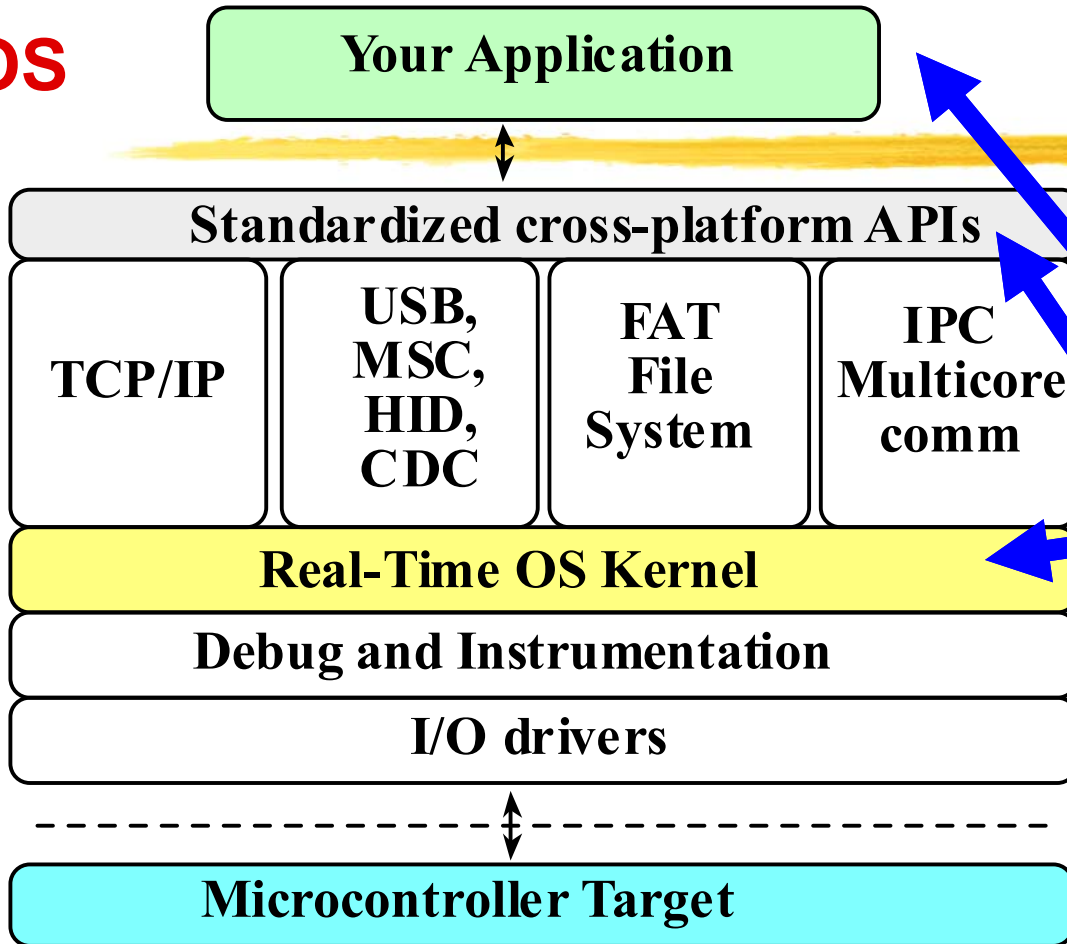 OS
Your Application
Standardized cross-platform APIs
TCP/IP
USB,
MSC,
HID,
CDC
FAT
File
System
IPC
Multicore
comm
Real-Time OS Kernel
Debug and Instrumentation
I/O drivers
Microcontroller Target